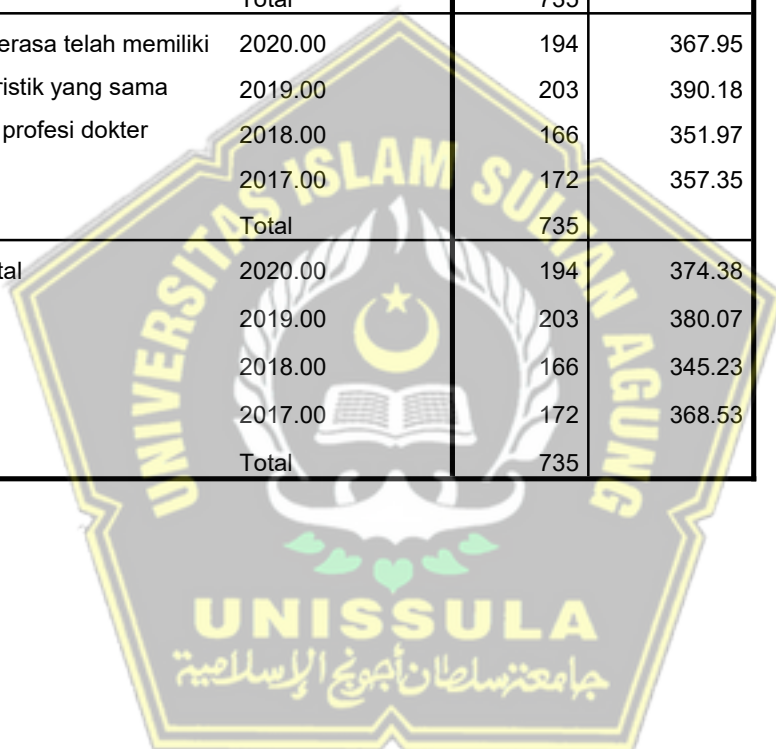 Total 735
erasa telah memiliki 2020.00 194 367.95
ristik yang sama 2019.00 203 390.18
profesi dokter 2018.00 166 351.97
2017.00 172 357.35
Total 735
tal 2020.00 194 374.38
2019.00 203 380.07
2018.00 166 345.23
2017.00 172 368.53
Total 735
UNIVERSITAS ISLAM SULTAN AGUNG
UNISSULA
جامعة سلطان أجونج الإسلامية